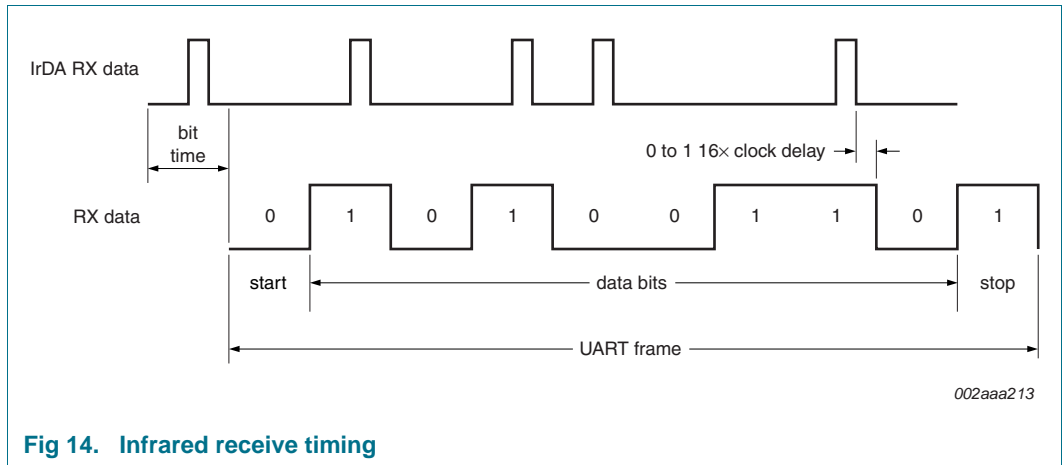 IrDA RX data
bit
time
0 to 1 16× clock delay
RX data
0 1 0 1 0 0 1 1 0 1
start
data bits
stop
UART frame
002aaa213
Fig 14. Infrared receive timing